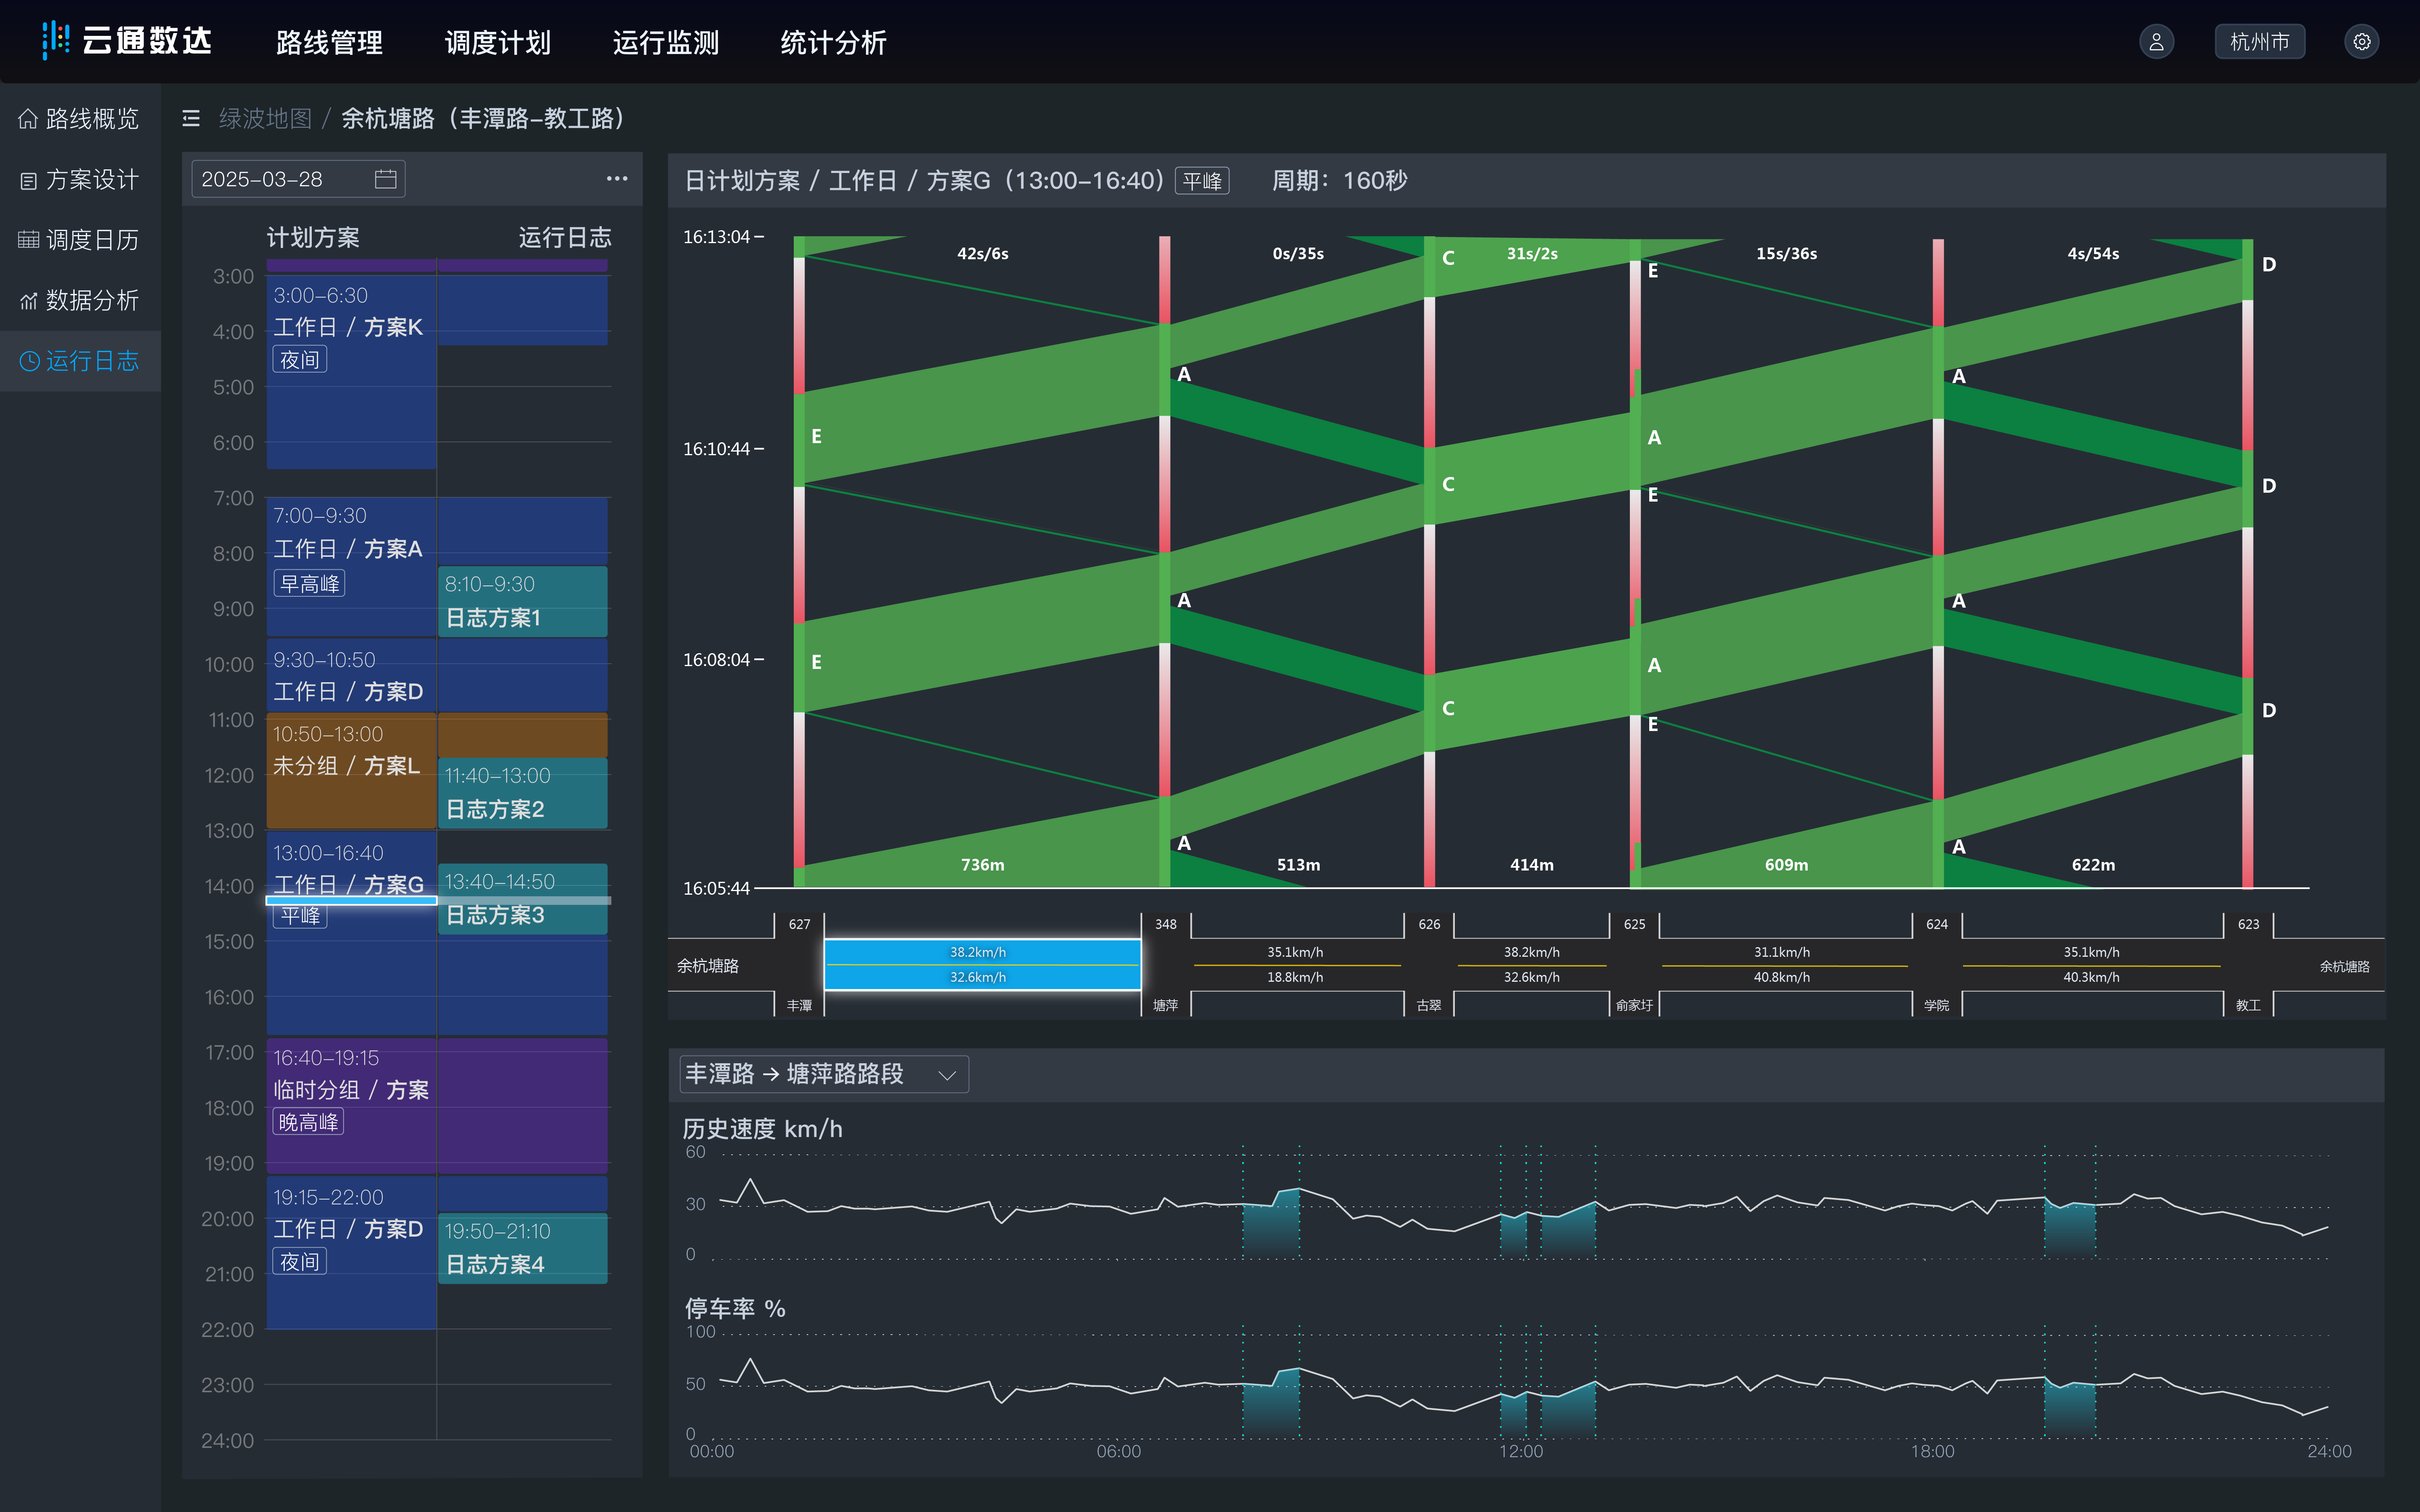 云通数达 路线管理 调度计划 运行监测 统计分析 杭州市
路线概览
方案设计
调度日历
数据分析
运行日志
绿波地图 / 余杭塘路（丰潭路–教工路）
2025–03–28
计划方案 运行日志
3:00
4:00
5:00
6:00
7:00
8:00
9:00
10:00
11:00
12:00
13:00
14:00
15:00
16:00
17:00
18:00
19:00
20:00
21:00
22:00
23:00
24:00
3:00–6:30
工作日 / 方案K
夜间
7:00–9:30
工作日 / 方案A
早高峰
9:30–10:50
工作日 / 方案D
10:50–13:00
未分组 / 方案L
13:00–16:40
工作日 / 方案G
平峰
16:40–19:15
临时分组 / 方案
晚高峰
19:15–22:00
工作日 / 方案D
夜间
8:10–9:30
日志方案1
11:40–13:00
日志方案2
13:40–14:50
日志方案3
19:50–21:10
日志方案4
日计划方案 / 工作日 / 方案G（13:00–16:40） 平峰 周期：160秒
16:13:04
16:10:44
16:08:04
16:05:44
42s/6s 0s/35s 31s/2s 15s/36s 4s/54s
C E D
A A
E A
C E D
A A
E A
C E D
A A
736m 513m 414m 609m 622m
627 348 626 625 624 623
38.2km/h 35.1km/h 38.2km/h 31.1km/h 35.1km/h
余杭塘路 余杭塘路
32.6km/h 18.8km/h 32.6km/h 40.8km/h 40.3km/h
丰潭 塘萍 古翠 俞家圩 学院 教工
丰潭路 → 塘萍路路段
历史速度 km/h
60
30
0
停车率 %
100
50
0
00:00 06:00 12:00 18:00 24:00